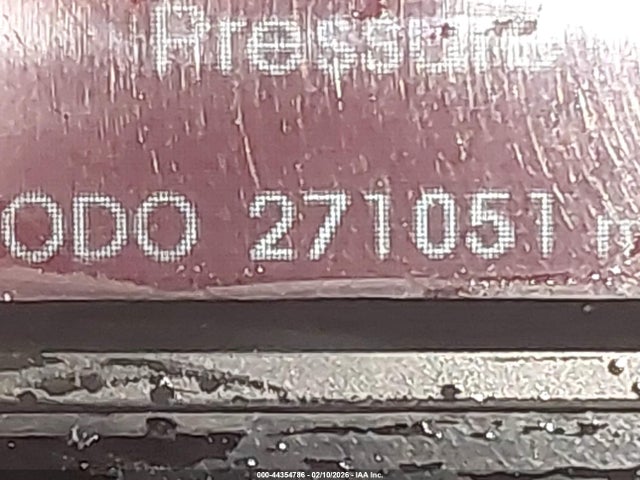 Pressure
ODO 271051 m
000-44354786 - 02/10/2026 - IAA Inc.